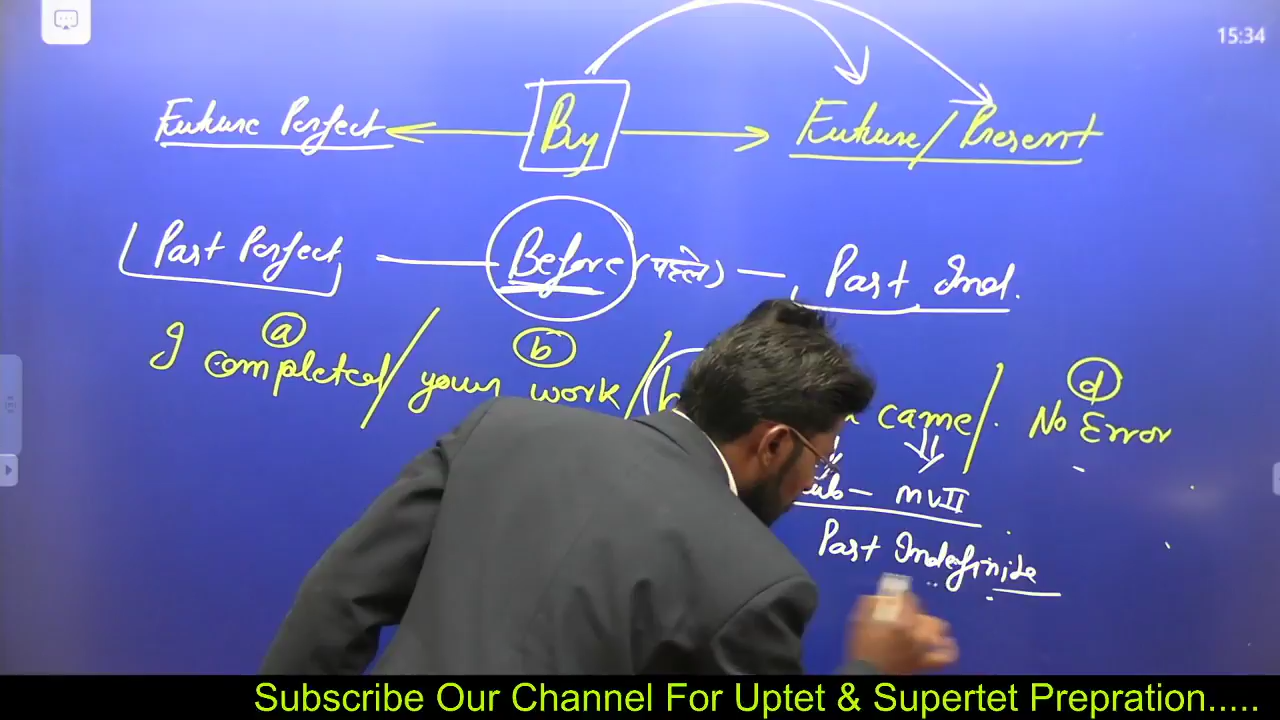 15:34
Future Perfect By Future/Present
Past Perfect Before (पहले) Past Ind.
(a) (b) (d)
I completed/ your work/ came/. No Error
Sub- MVII
Past Indefinite
Subscribe Our Channel For Uptet & Supertet Prepration.....